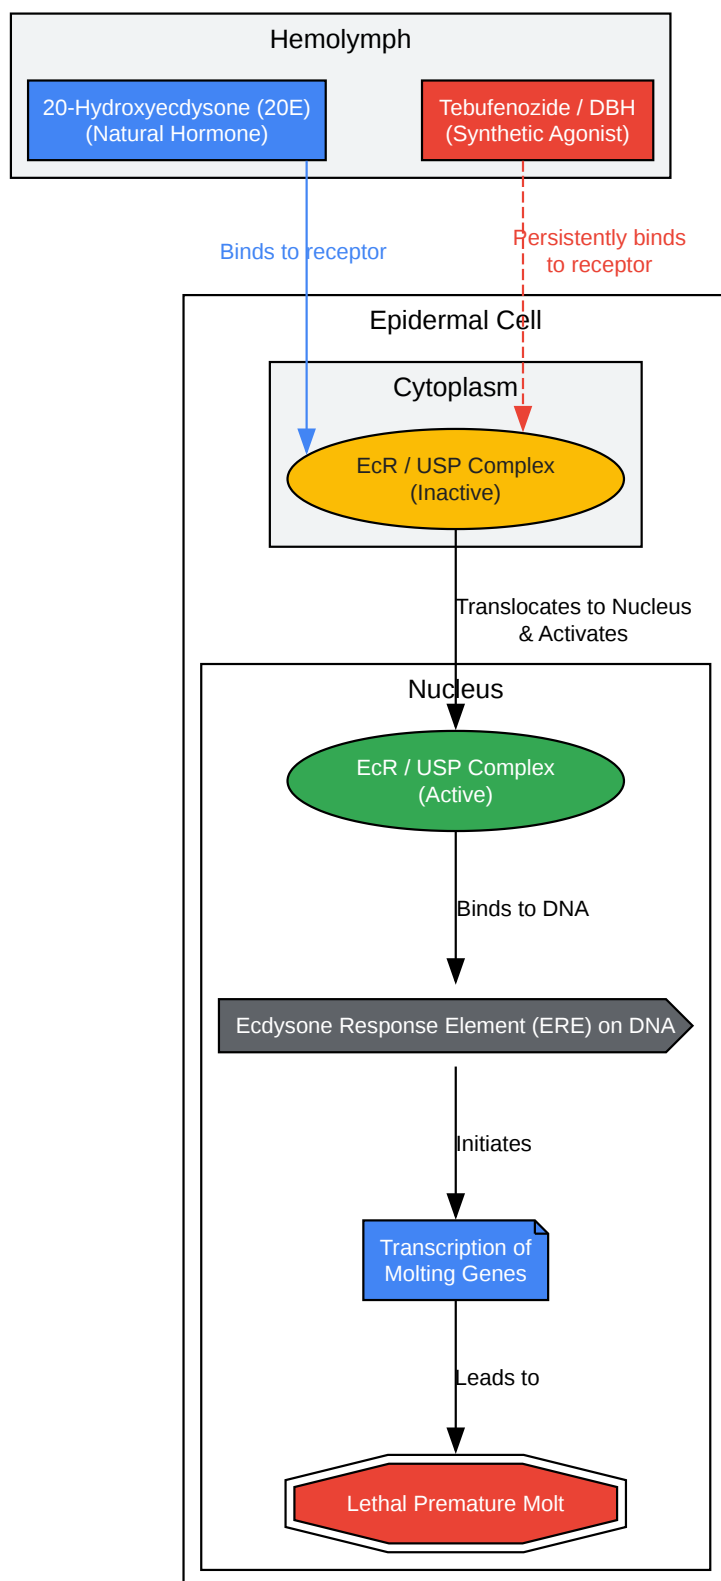 Hemolymph
20-Hydroxyecdysone (20E)
(Natural Hormone)
Tebufenozide / DBH
(Synthetic Agonist)
Binds to receptor
Persistently binds
to receptor
Epidermal Cell
Cytoplasm
EcR / USP Complex
(Inactive)
Translocates to Nucleus
& Activates
Nucleus
EcR / USP Complex
(Active)
Binds to DNA
Ecdysone Response Element (ERE) on DNA
Initiates
Transcription of
Molting Genes
Leads to
Lethal Premature Molt